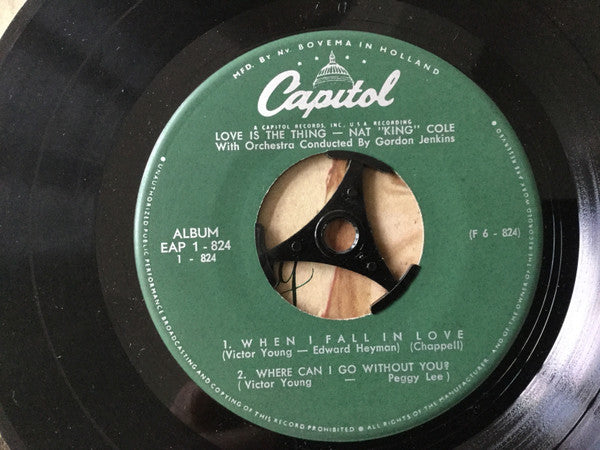 MFD. BY NV. BOVEMA IN HOLLAND
Capitol
A CAPITOL RECORDS, INC., U.S.A. RECORDING
LOVE IS THE THING — NAT "KING" COLE
With Orchestra Conducted By Gordon Jenkins
ALBUM
EAP 1 - 824
1 - 824
(F 6 - 824)
1. WHEN I FALL IN LOVE
(Victor Young — Edward Heyman) (Chappell)
2. WHERE CAN I GO WITHOUT YOU?
(Victor Young — Peggy Lee)
• UNAUTHORIZED PUBLIC PERFORMANCE BROADCASTING AND COPYING OF THIS RECORD PROHIBITED • ALL RIGHTS OF THE MANUFACTURER AND OF THE OWNER OF THE RECORDED WORK RESERVED